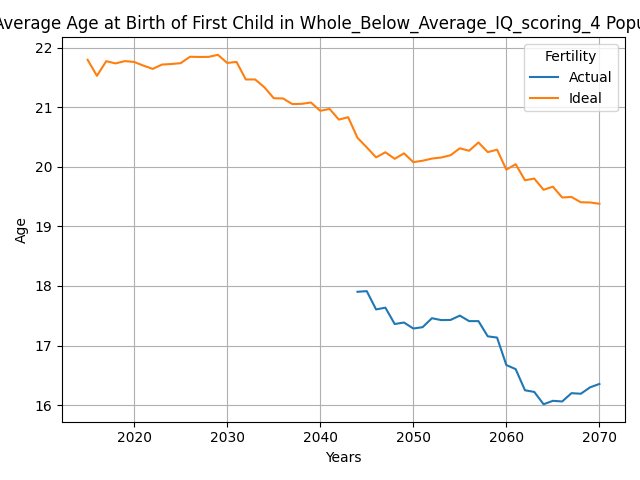 Average Age at Birth of First Child in Whole_Below_Average_IQ_scoring_4
Fertility
Actual
Ideal
22
21
20
19
18
17
16
Age
2020 2030 2040 2050 2060 2070
Years